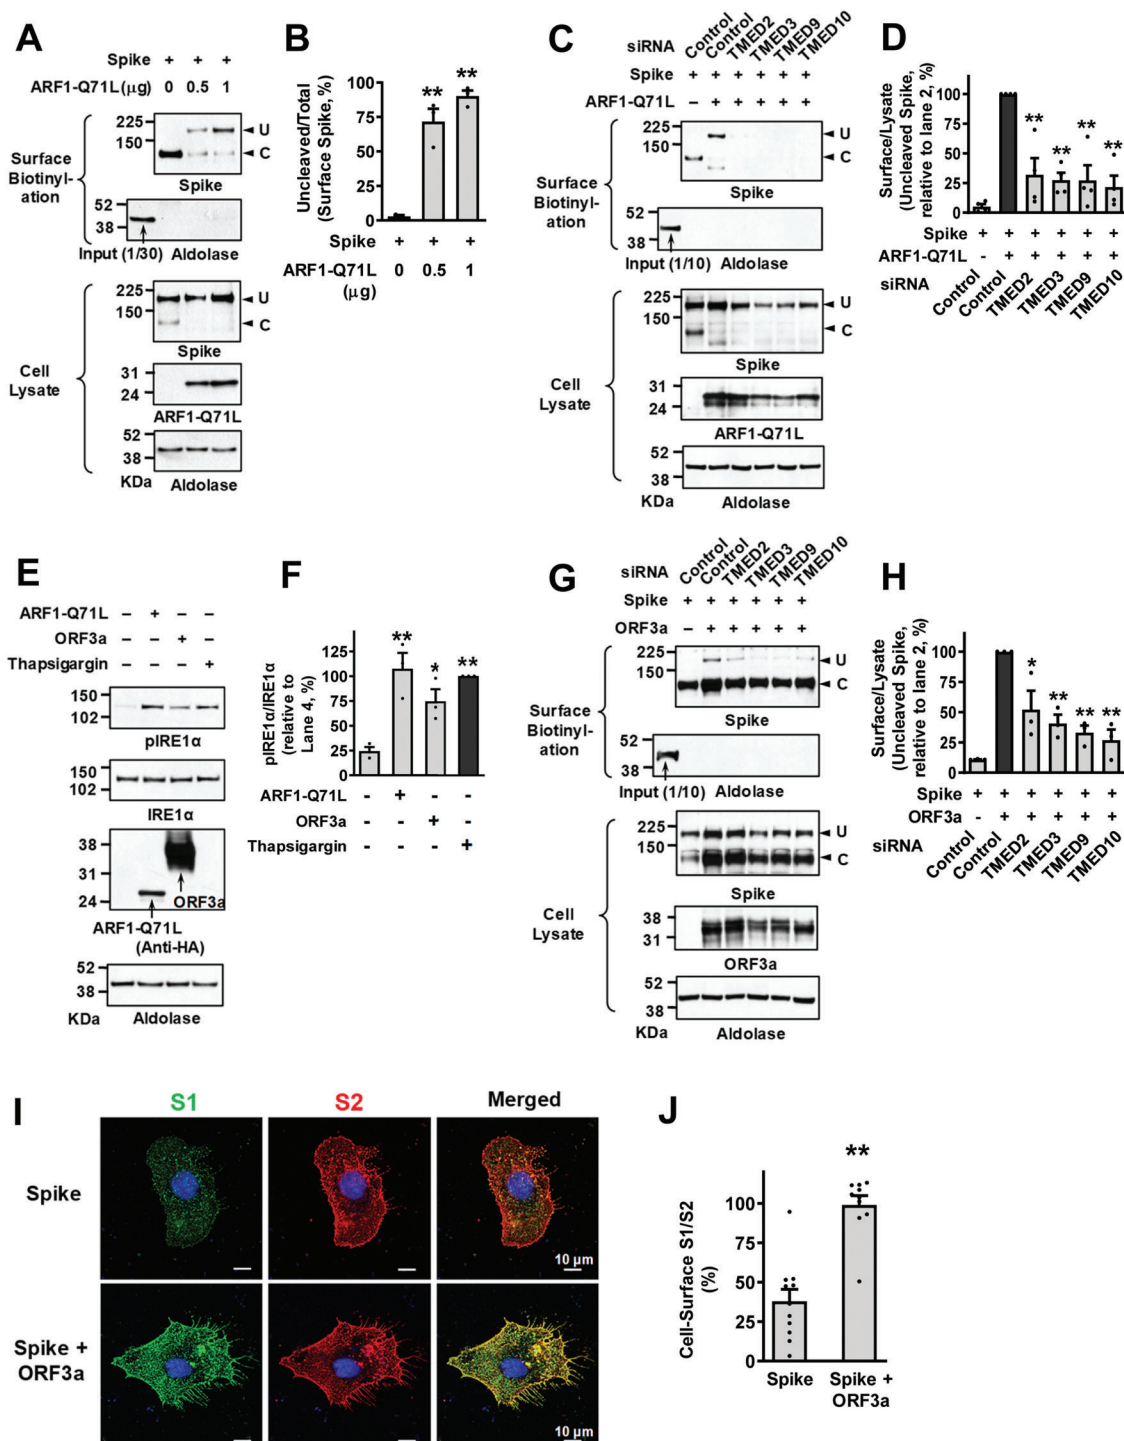 A
Spike + + +
ARF1-Q71L (µg) 0 0.5 1
Surface
Biotinyl-
ation
225
150
U
C
Spike
52
38
Input (1/30) Aldolase
Cell
Lysate
225
150
U
C
Spike
31
24
ARF1-Q71L
52
38
KDa Aldolase
B
Uncleaved/Total
(Surface Spike, %)
100
75
50
25
0
** **
Spike + + +
ARF1-Q71L 0 0.5 1
(µg)
C
siRNA Control Control TMED2 TMED3 TMED9 TMED10
Spike + + + + + +
ARF1-Q71L – + + + + +
Surface
Biotinyl-
ation
225
150
U
C
Spike
52
38
Input (1/10) Aldolase
Cell
Lysate
225
150
U
C
Spike
31
24
ARF1-Q71L
52
38
KDa Aldolase
D
Surface/Lysate
(Uncleaved Spike,
relative to lane 2, %)
100
75
50
25
0
** ** ** **
Spike + + + + + +
ARF1-Q71L - + + + + +
siRNA Control Control TMED2 TMED3 TMED9 TMED10
E
ARF1-Q71L – + – –
ORF3a – – + –
Thapsigargin – – – +
150
102
pIRE1α
150
102
IRE1α
38
31
24
ORF3a
ARF1-Q71L
(Anti-HA)
52
38
KDa Aldolase
F
pIRE1α/IRE1α
(relative to
Lane 4, %)
125
100
75
50
25
0
** * **
ARF1-Q71L - + - -
ORF3a - - + -
Thapsigargin - - - +
G
siRNA Control Control TMED2 TMED3 TMED9 TMED10
Spike + + + + + +
ORF3a – + + + + +
Surface
Biotinyl-
ation
225
150
U
C
Spike
52
38
Input (1/10) Aldolase
Cell
Lysate
225
150
U
C
Spike
38
31
ORF3a
52
38
KDa Aldolase
H
Surface/Lysate
(Uncleaved Spike,
relative to lane 2, %)
100
75
50
25
0
* ** ** **
Spike + + + + + +
ORF3a - + + + + +
siRNA Control Control TMED2 TMED3 TMED9 TMED10
I
S1 S2 Merged
Spike
10 µm
Spike +
ORF3a
10 µm
J
Cell-Surface S1/S2
(%)
100
75
50
25
0
**
Spike Spike +
ORF3a